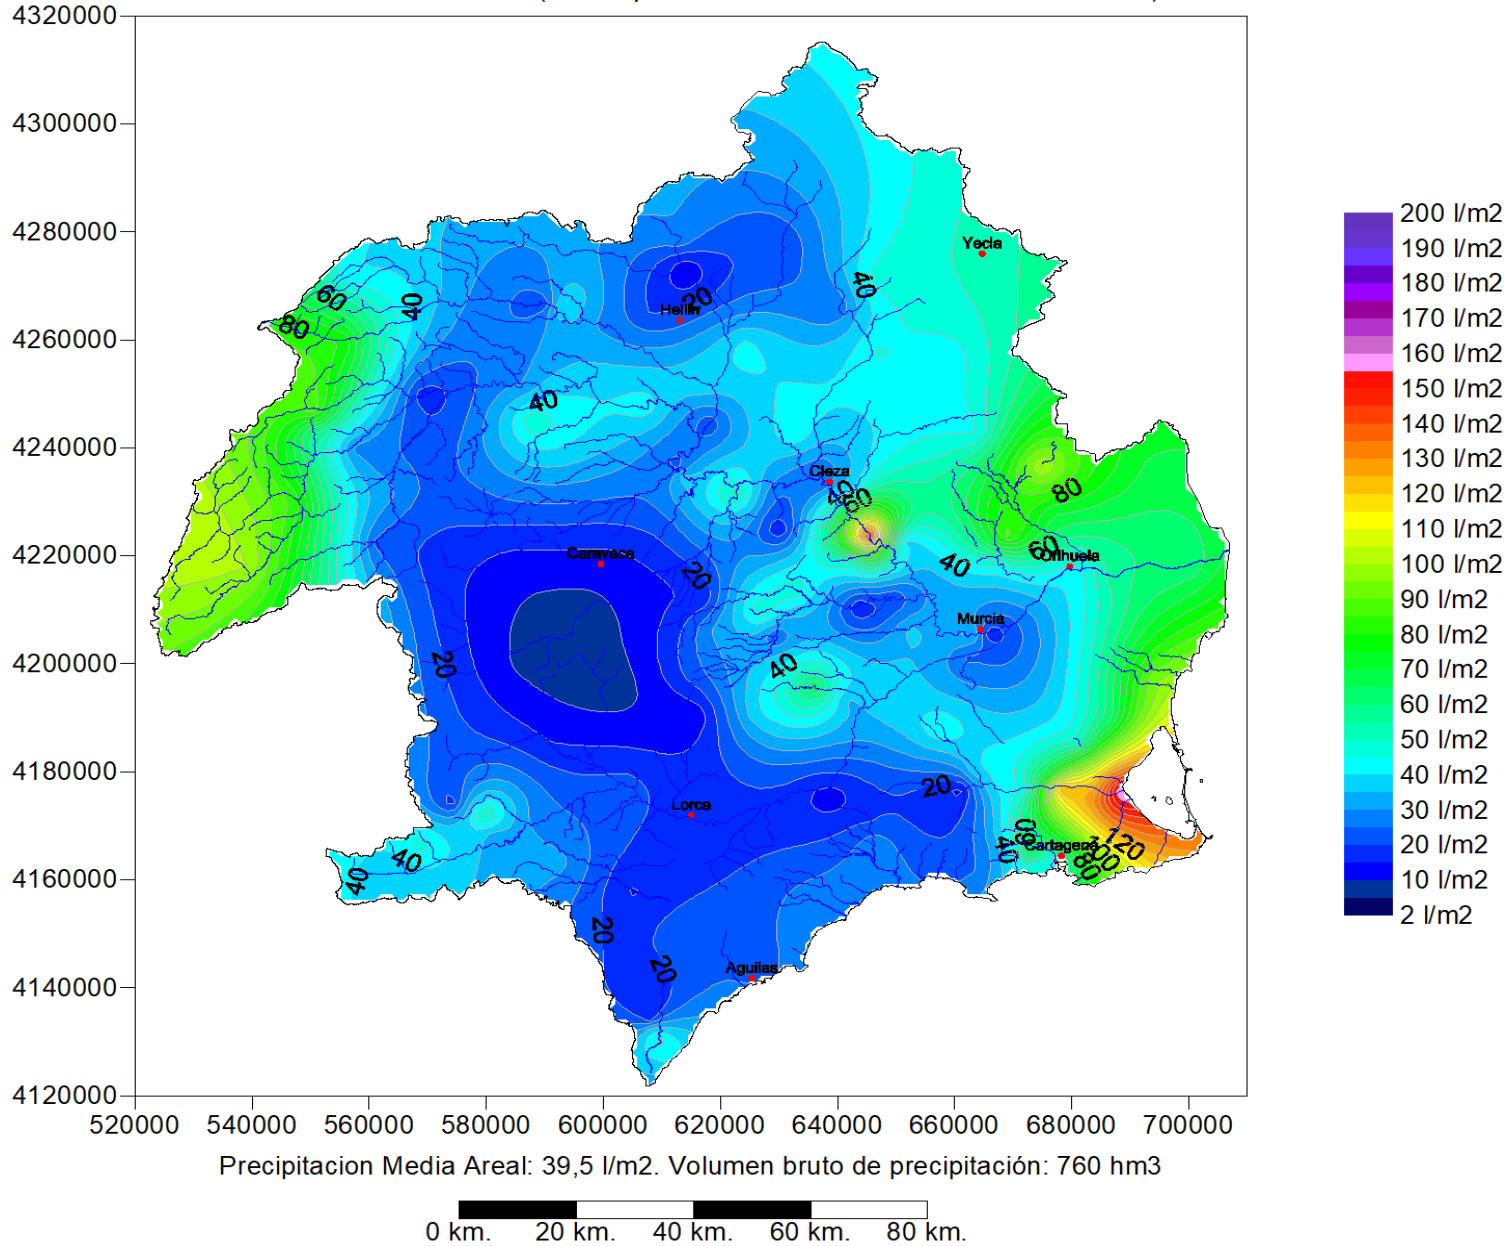 4320000
4300000
4280000
4260000
4240000
4220000
4200000
4180000
4160000
4140000
4120000
520000 540000 560000 580000 600000 620000 640000 660000 680000 700000
Yecla
40
60
40
80
20
Hellin
40
Cieza
40
60
80
60
Orihuela
Caravaca
20
40
Murcia
20
40
20
Lorca
40
40
60
40
Cartagena
120
100
80
20
20
Aguilas
200 l/m2
190 l/m2
180 l/m2
170 l/m2
160 l/m2
150 l/m2
140 l/m2
130 l/m2
120 l/m2
110 l/m2
100 l/m2
90 l/m2
80 l/m2
70 l/m2
60 l/m2
50 l/m2
40 l/m2
30 l/m2
20 l/m2
10 l/m2
2 l/m2
Precipitacion Media Areal: 39,5 l/m2. Volumen bruto de precipitación: 760 hm3
0 km. 20 km. 40 km. 60 km. 80 km.